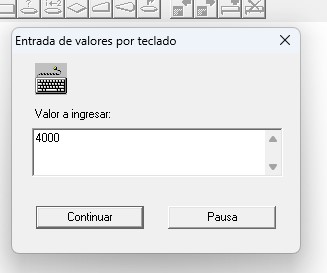 Entrada de valores por teclado
Valor a ingresar:
4000
Continuar
Pausa